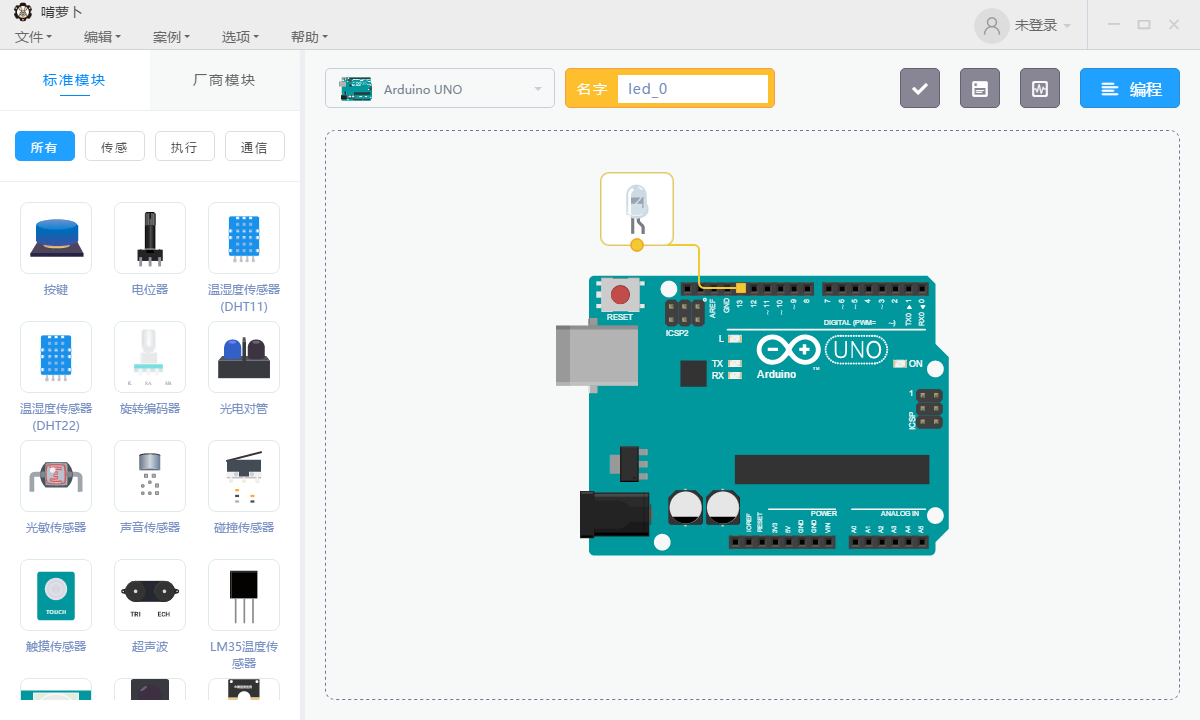 啃萝卜
文件 编辑 案例 选项 帮助
未登录
标准模块 厂商模块
Arduino UNO
名字 led_0
编程
所有 传感 执行 通信
按键 电位器 温湿度传感器
(DHT11)
温湿度传感器
(DHT22)
旋转编码器 光电对管
光敏传感器 声音传感器 碰撞传感器
TOUCH
TRI ECH
触摸传感器 超声波 LM35温度传
感器
RESET
ICSP2
AREF
GND
13
12
~11
~10
~9
8
7
~6
~5
4
~3
2
TX0 ▶ 1
RX0 ◀ 0
DIGITAL (PWM= ~)
L
TX
RX
Arduino
TM
UNO
ON
1
ICSP
POWER
ANALOG IN
IOREF
RESET
3V3
5V
GND
GND
VIN
A0
A1
A2
A3
A4
A5